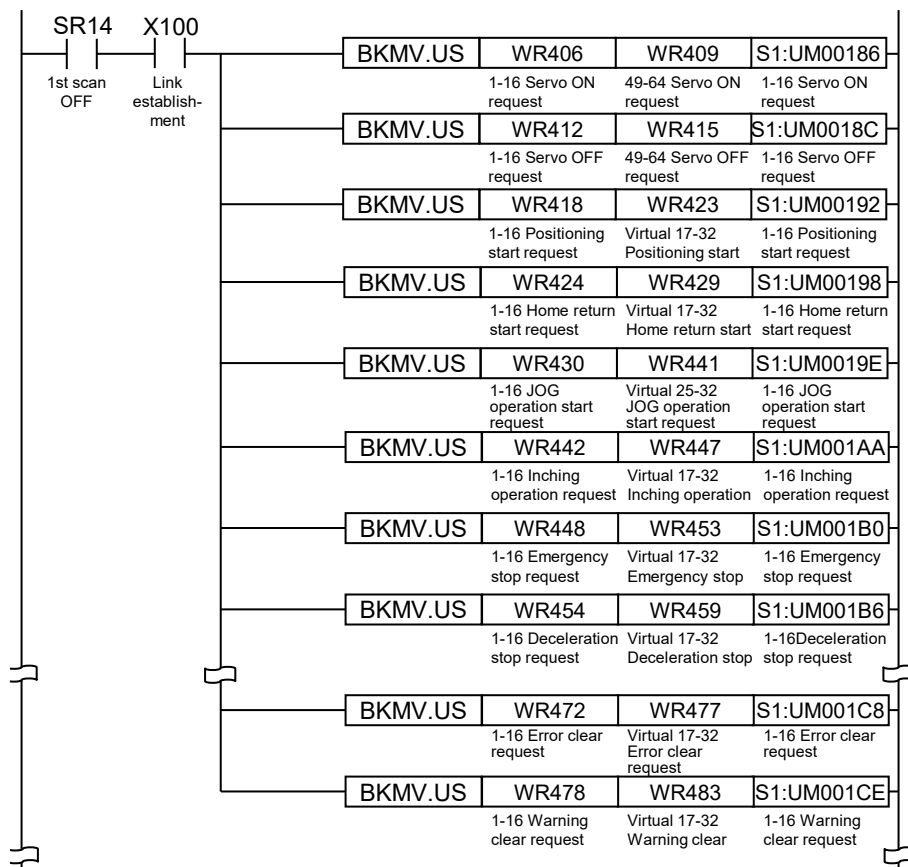 SR14 X100
BKMV.US WR406 WR409 S1:UM00186
1st scan Link 1-16 Servo ON 49-64 Servo ON 1-16 Servo ON
OFF establish- request request request
ment
BKMV.US WR412 WR415 S1:UM0018C
1-16 Servo OFF 49-64 Servo OFF 1-16 Servo OFF
request request request
BKMV.US WR418 WR423 S1:UM00192
1-16 Positioning Virtual 17-32 1-16 Positioning
start request Positioning start start request
BKMV.US WR424 WR429 S1:UM00198
1-16 Home return Virtual 17-32 1-16 Home return
start request Home return start start request
BKMV.US WR430 WR441 S1:UM0019E
1-16 JOG Virtual 25-32 1-16 JOG
operation start JOG operation operation start
request start request request
BKMV.US WR442 WR447 S1:UM001AA
1-16 Inching Virtual 17-32 1-16 Inching
operation request Inching operation operation request
BKMV.US WR448 WR453 S1:UM001B0
1-16 Emergency Virtual 17-32 1-16 Emergency
stop request Emergency stop stop request
BKMV.US WR454 WR459 S1:UM001B6
1-16 Deceleration Virtual 17-32 1-16Deceleration
stop request Deceleration stop stop request
BKMV.US WR472 WR477 S1:UM001C8
1-16 Error clear Virtual 17-32 1-16 Error clear
request Error clear request
request
BKMV.US WR478 WR483 S1:UM001CE
1-16 Warning Virtual 17-32 1-16 Warning
clear request Warning clear clear request